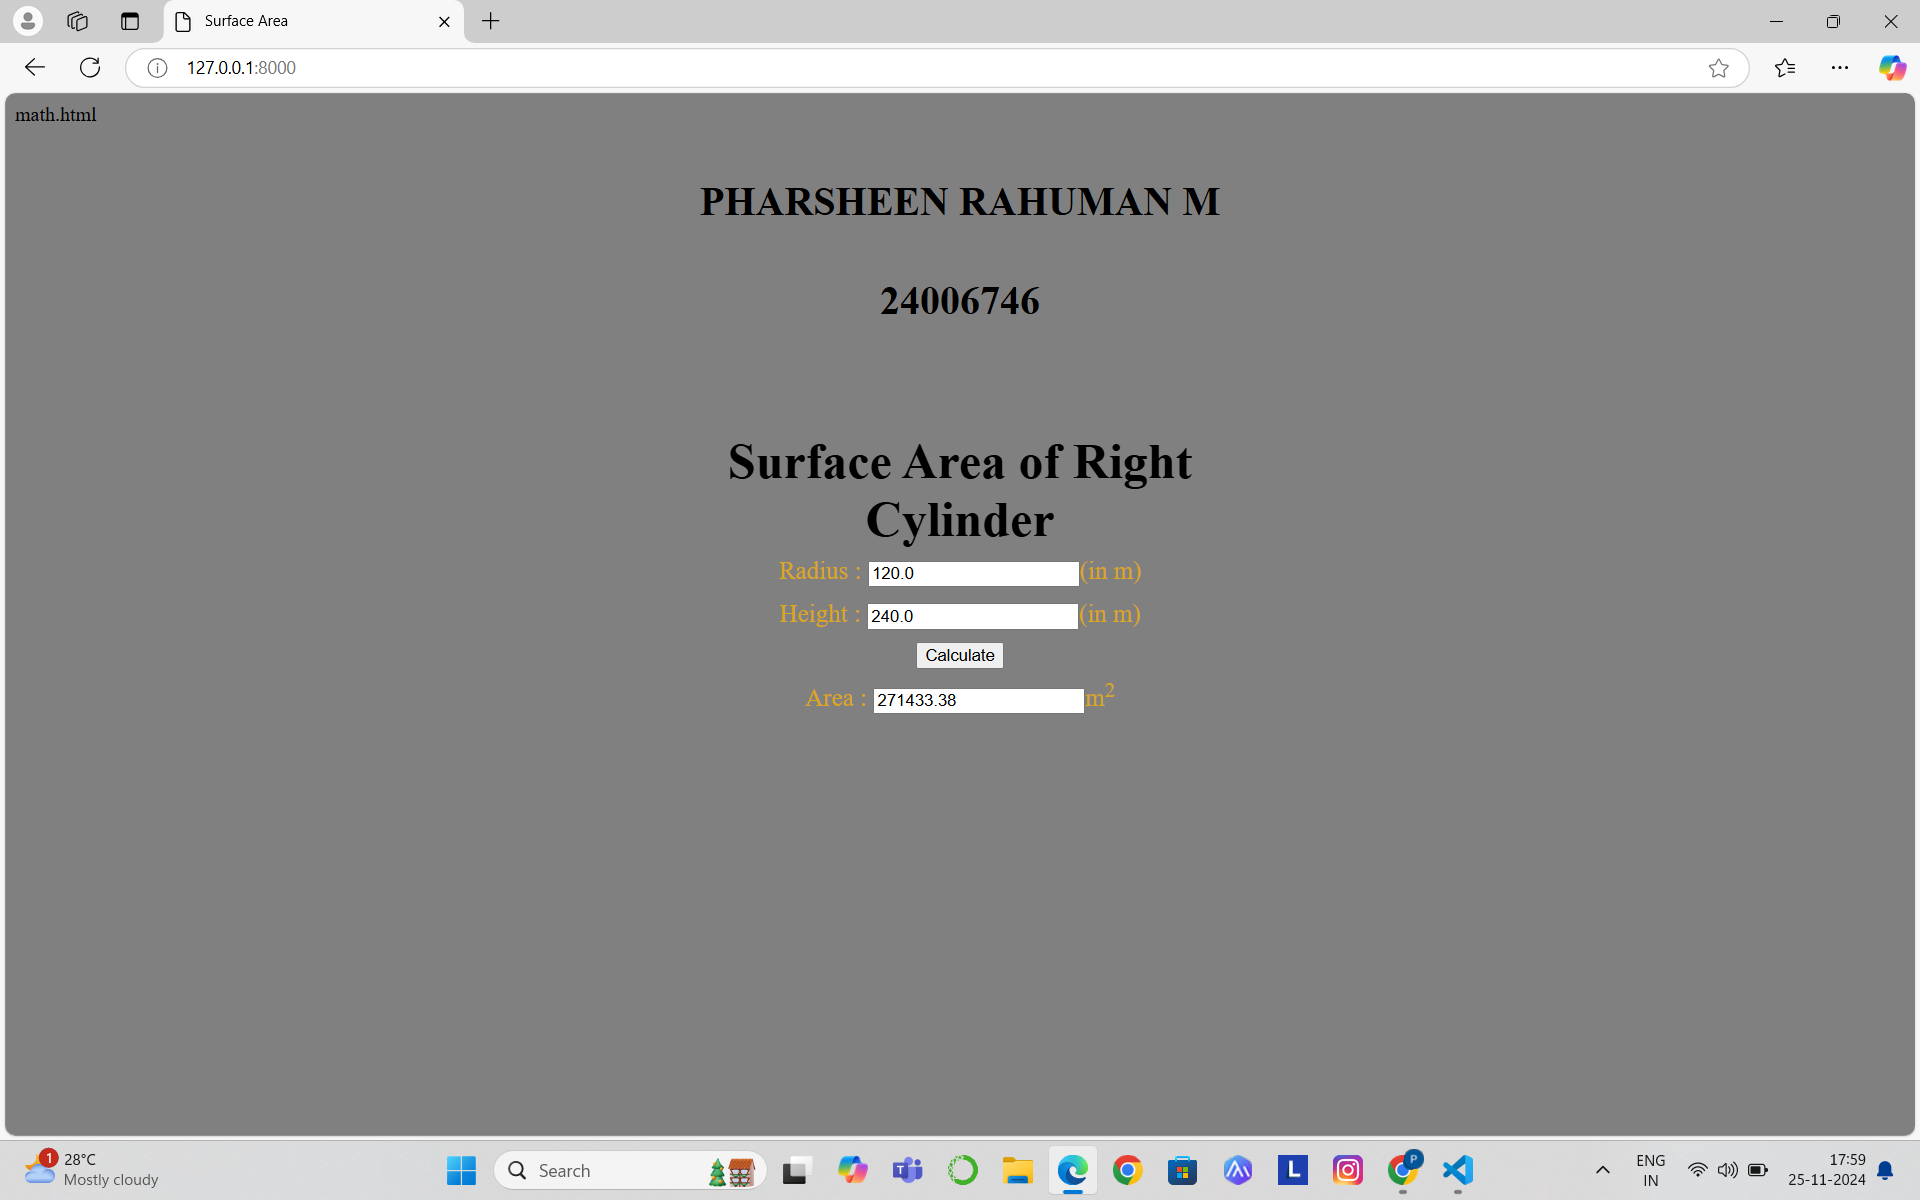 Surface Area
127.0.0.1:8000
math.html
PHARSHEEN RAHUMAN M
24006746
Surface Area of Right
Cylinder
Radius : 120.0 (in m)
Height : 240.0 (in m)
Calculate
Area : 271433.38 m²
1
28°C
Mostly cloudy
Search
T
L
P
ENG
IN
17:59
25-11-2024